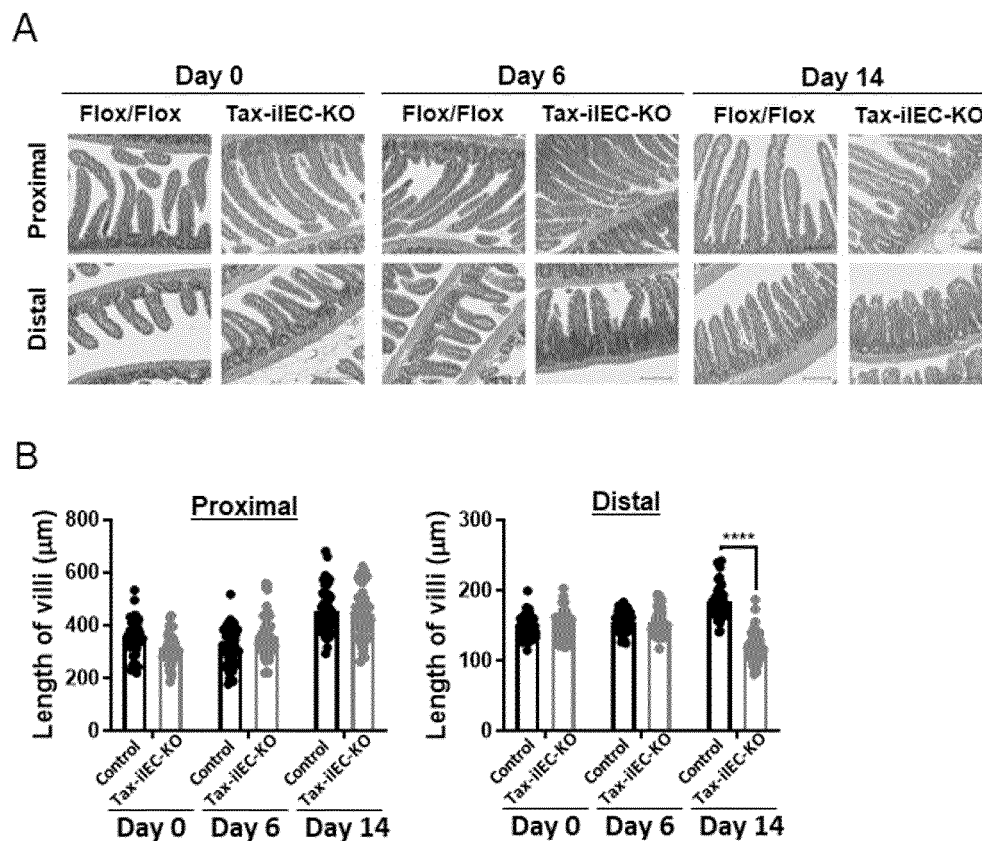 A
Day 0 Day 6 Day 14
Flox/Flox Tax-iIEC-KO Flox/Flox Tax-iIEC-KO Flox/Flox Tax-iIEC-KO
Proximal
Distal
B
Proximal
Length of villi (μm)
800
600
400
200
0
Control Tax-iIEC-KO Control Tax-iIEC-KO Control Tax-iIEC-KO
Day 0 Day 6 Day 14
Distal
Length of villi (μm)
300
200
100
0
****
Control Tax-iIEC-KO Control Tax-iIEC-KO Control Tax-iIEC-KO
Day 0 Day 6 Day 14